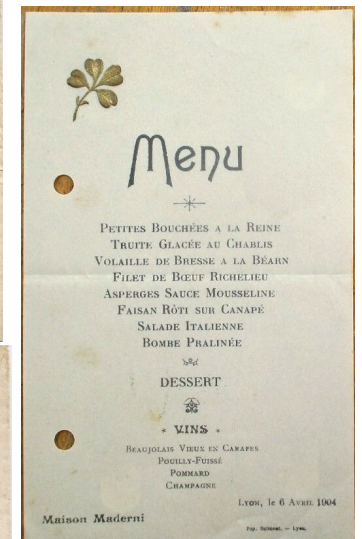 Menu
PETITES BOUCHÉES A LA REINE
TRUITE GLACÉE AU CHABLIS
VOLAILLE DE BRESSE A LA BÉARN
FILET DE BŒUF RICHELIEU
ASPERGES SAUCE MOUSSELINE
FAISAN RÔTI SUR CANAPÉ
SALADE ITALIENNE
BOMBE PRALINÉE
DESSERT
VINS
BEAUJOLAIS VIEUX EN CARAFES
POUILLY-FUISSÉ
POMMARD
CHAMPAGNE
LYON, le 6 AVRIL 1904
Maison Maderni
— Lyon.